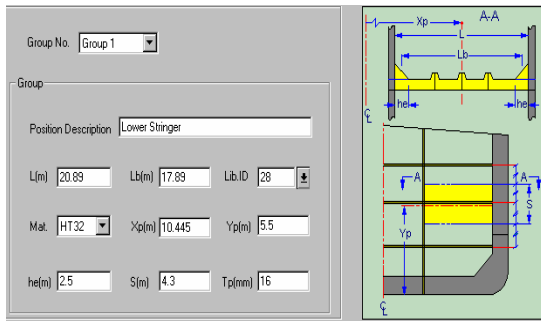 Group No. Group 1
Group
Position Description Lower Stringer
L(m) 20.89 Lb(m) 17.89 Lib.ID 28
Mat. HT32 Xp(m) 10.445 Yp(m) 5.5
he(m) 2.5 S(m) 4.3 Tp(mm) 16
Xp A-A
L
Lb
he he
℄
A A
S
Yp
℄